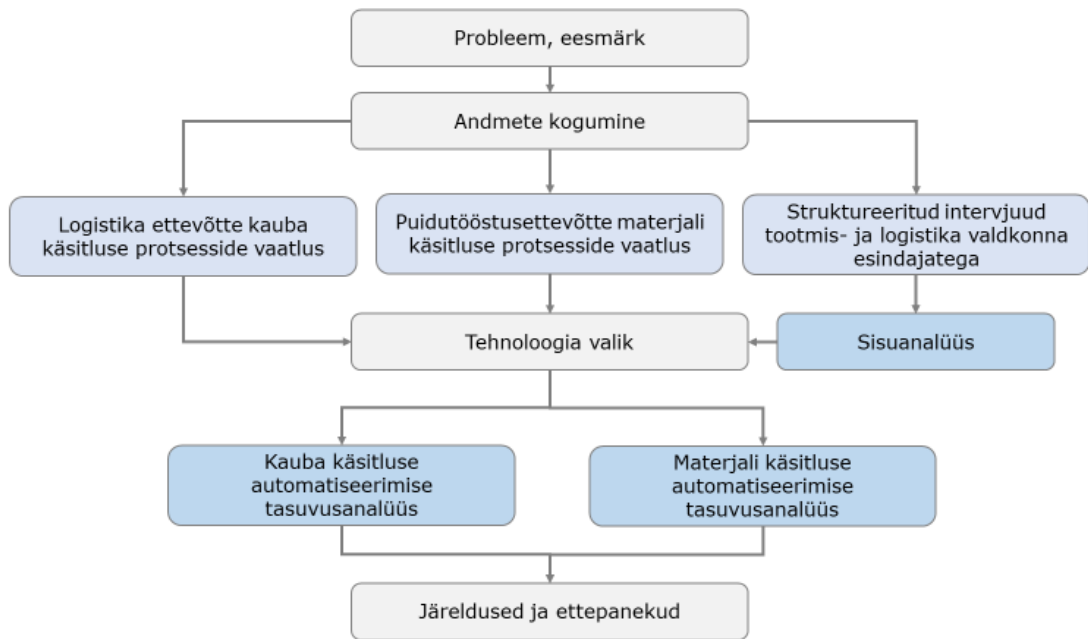 Probleem, eesmärk
Andmete kogumine
Logistika ettevõtte kauba
käsitluse protsesside vaatlus
Puidutööstusettevõtte materjali
käsitluse protsesside vaatlus
Struktureeritud intervjuud
tootmis- ja logistika valdkonna
esindajatega
Tehnoloogia valik
Sisuanalüüs
Kauba käsitluse
automatiseerimise
tasuvusanalüüs
Materjali käsitluse
automatiseerimise
tasuvusanalüüs
Järeldused ja ettepanekud